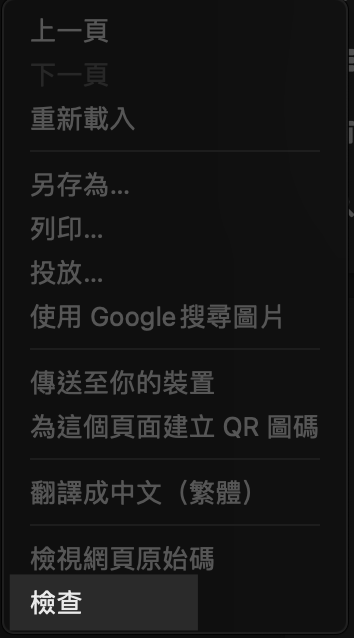 上一頁
下一頁
重新載入
另存為...
列印...
投放...
使用 Google 搜尋圖片
傳送至你的裝置
為這個頁面建立 QR 圖碼
翻譯成中文（繁體）
檢視網頁原始碼
檢查